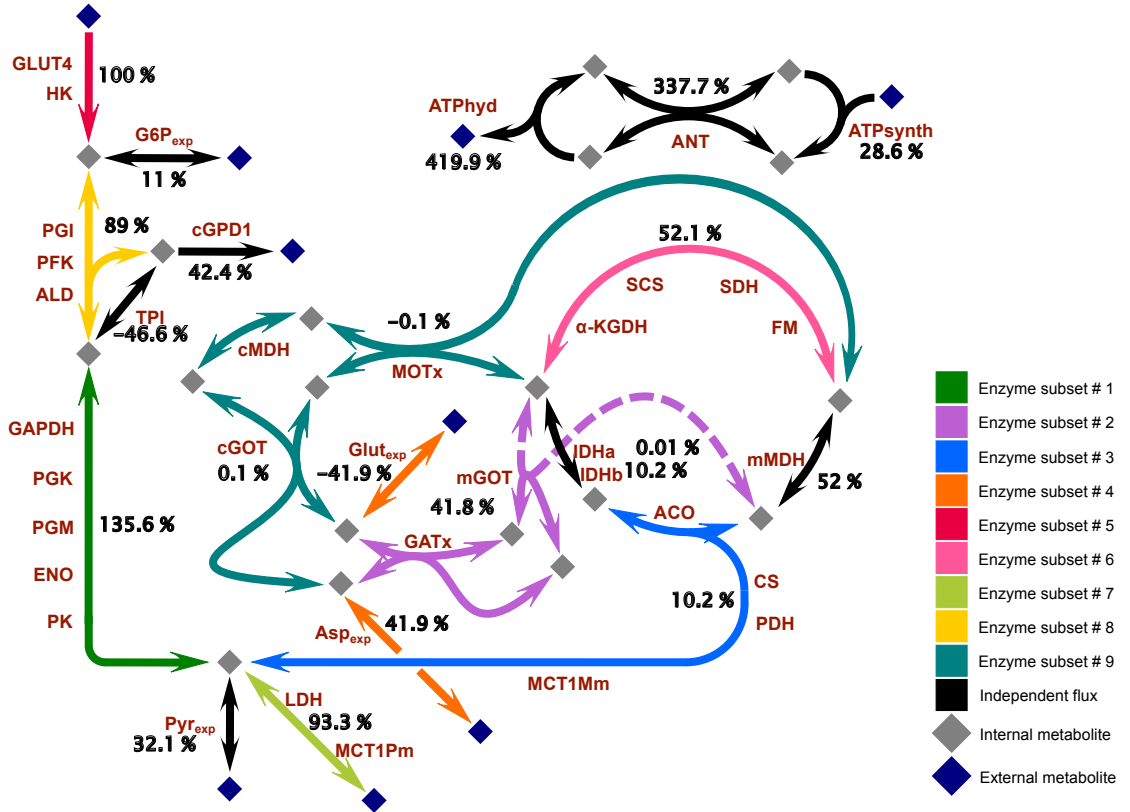 GLUT4
HK
100 %
G6Pexp
11 %
ATPhyd
419.9 %
337.7 %
ANT
ATPsynth
28.6 %
PGI
PFK
ALD
89 %
cGPD1
42.4 %
TPI
–46.6 %
52.1 %
SCS
SDH
α-KGDH
FM
cMDH
–0.1 %
MOTx
GAPDH
PGK
PGM
ENO
PK
135.6 %
cGOT
0.1 %
Glutexp
–41.9 %
mGOT
41.8 %
IDHa
IDHb
0.01 %
10.2 %
mMDH
52 %
ACO
GATx
CS
10.2 %
PDH
Aspexp
41.9 %
MCT1Mm
LDH
93.3 %
MCT1Pm
Pyrexp
32.1 %
Enzyme subset # 1
Enzyme subset # 2
Enzyme subset # 3
Enzyme subset # 4
Enzyme subset # 5
Enzyme subset # 6
Enzyme subset # 7
Enzyme subset # 8
Enzyme subset # 9
Independent flux
Internal metabolite
External metabolite